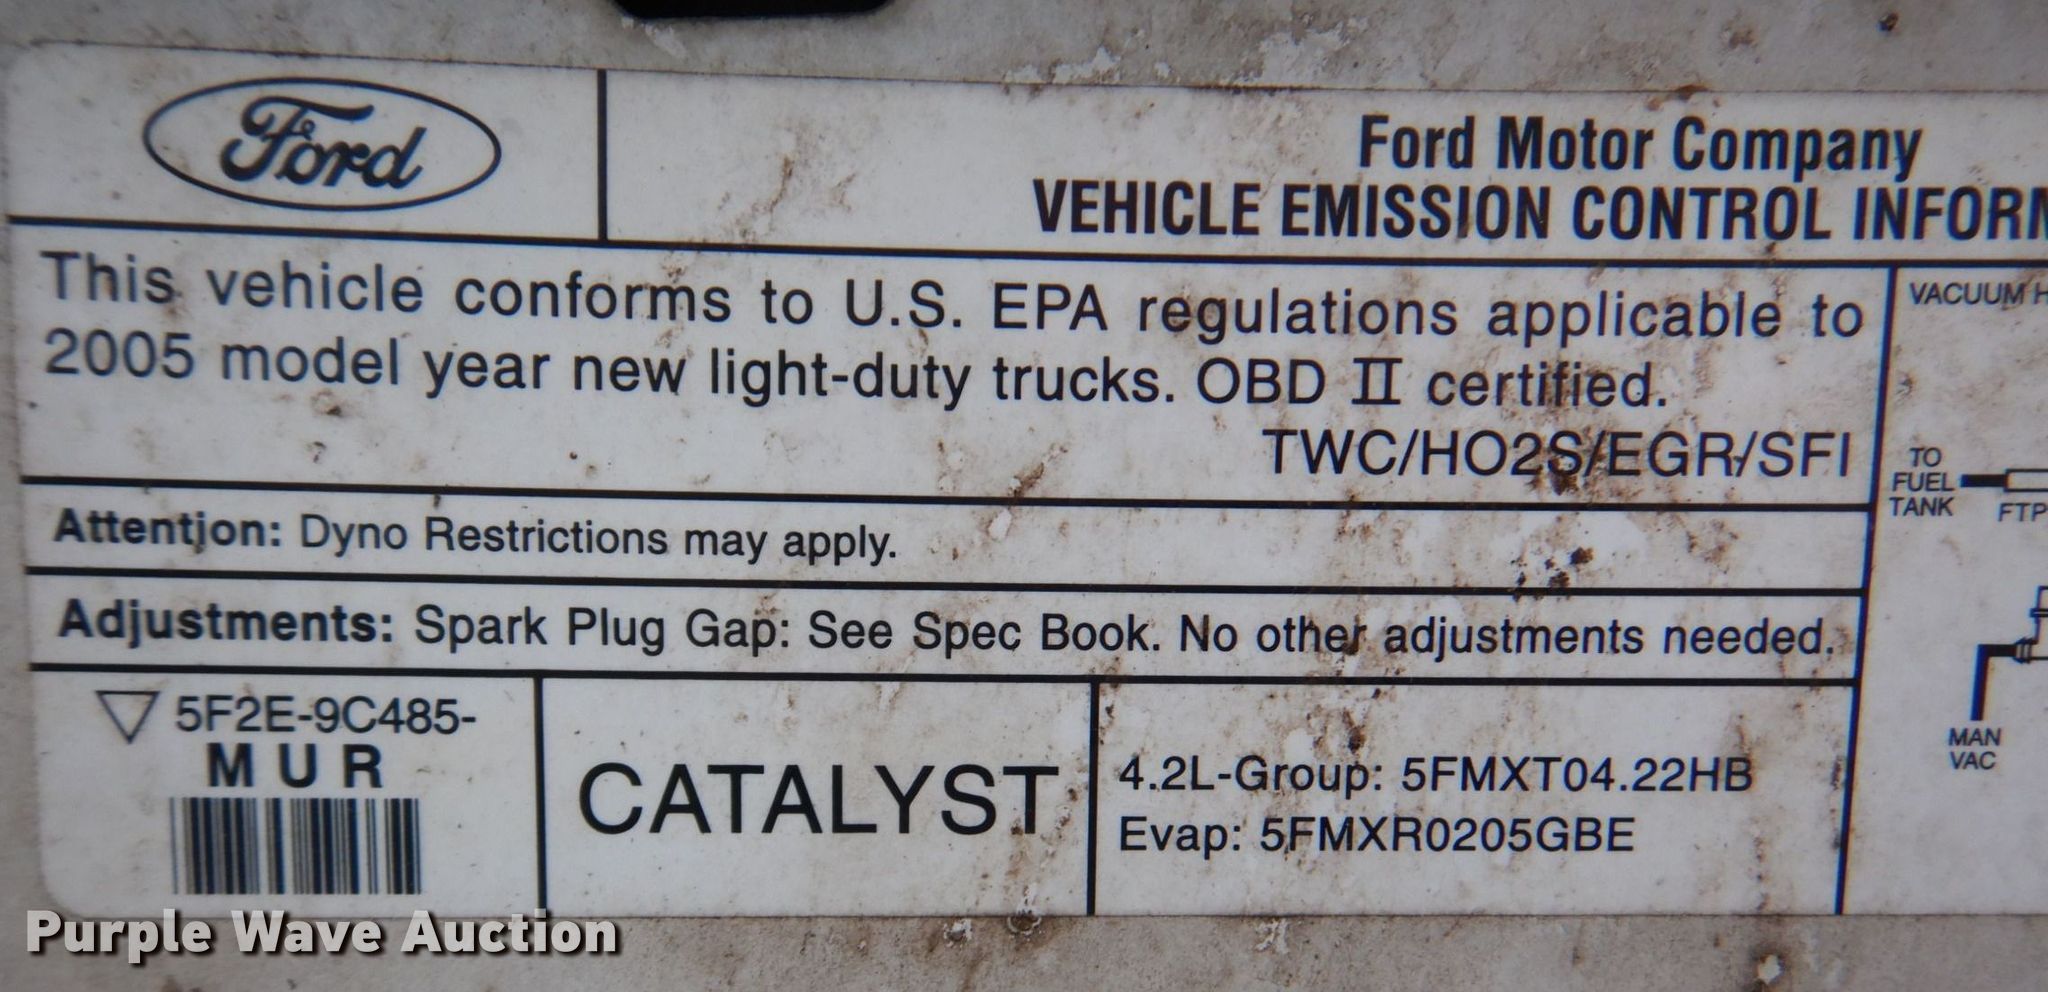 Ford
Ford Motor Company
VEHICLE EMISSION CONTROL INFORM
This vehicle conforms to U.S. EPA regulations applicable to
2005 model year new light-duty trucks. OBD II certified.
TWC/HO2S/EGR/SFI
Attention: Dyno Restrictions may apply.
Adjustments: Spark Plug Gap: See Spec Book. No other adjustments needed.
5F2E-9C485-
MUR
CATALYST
4.2L-Group: 5FMXT04.22HB
Evap: 5FMXR0205GBE
VACUUM H
TO
FUEL
TANK
FTP
MAN
VAC
Purple Wave Auction